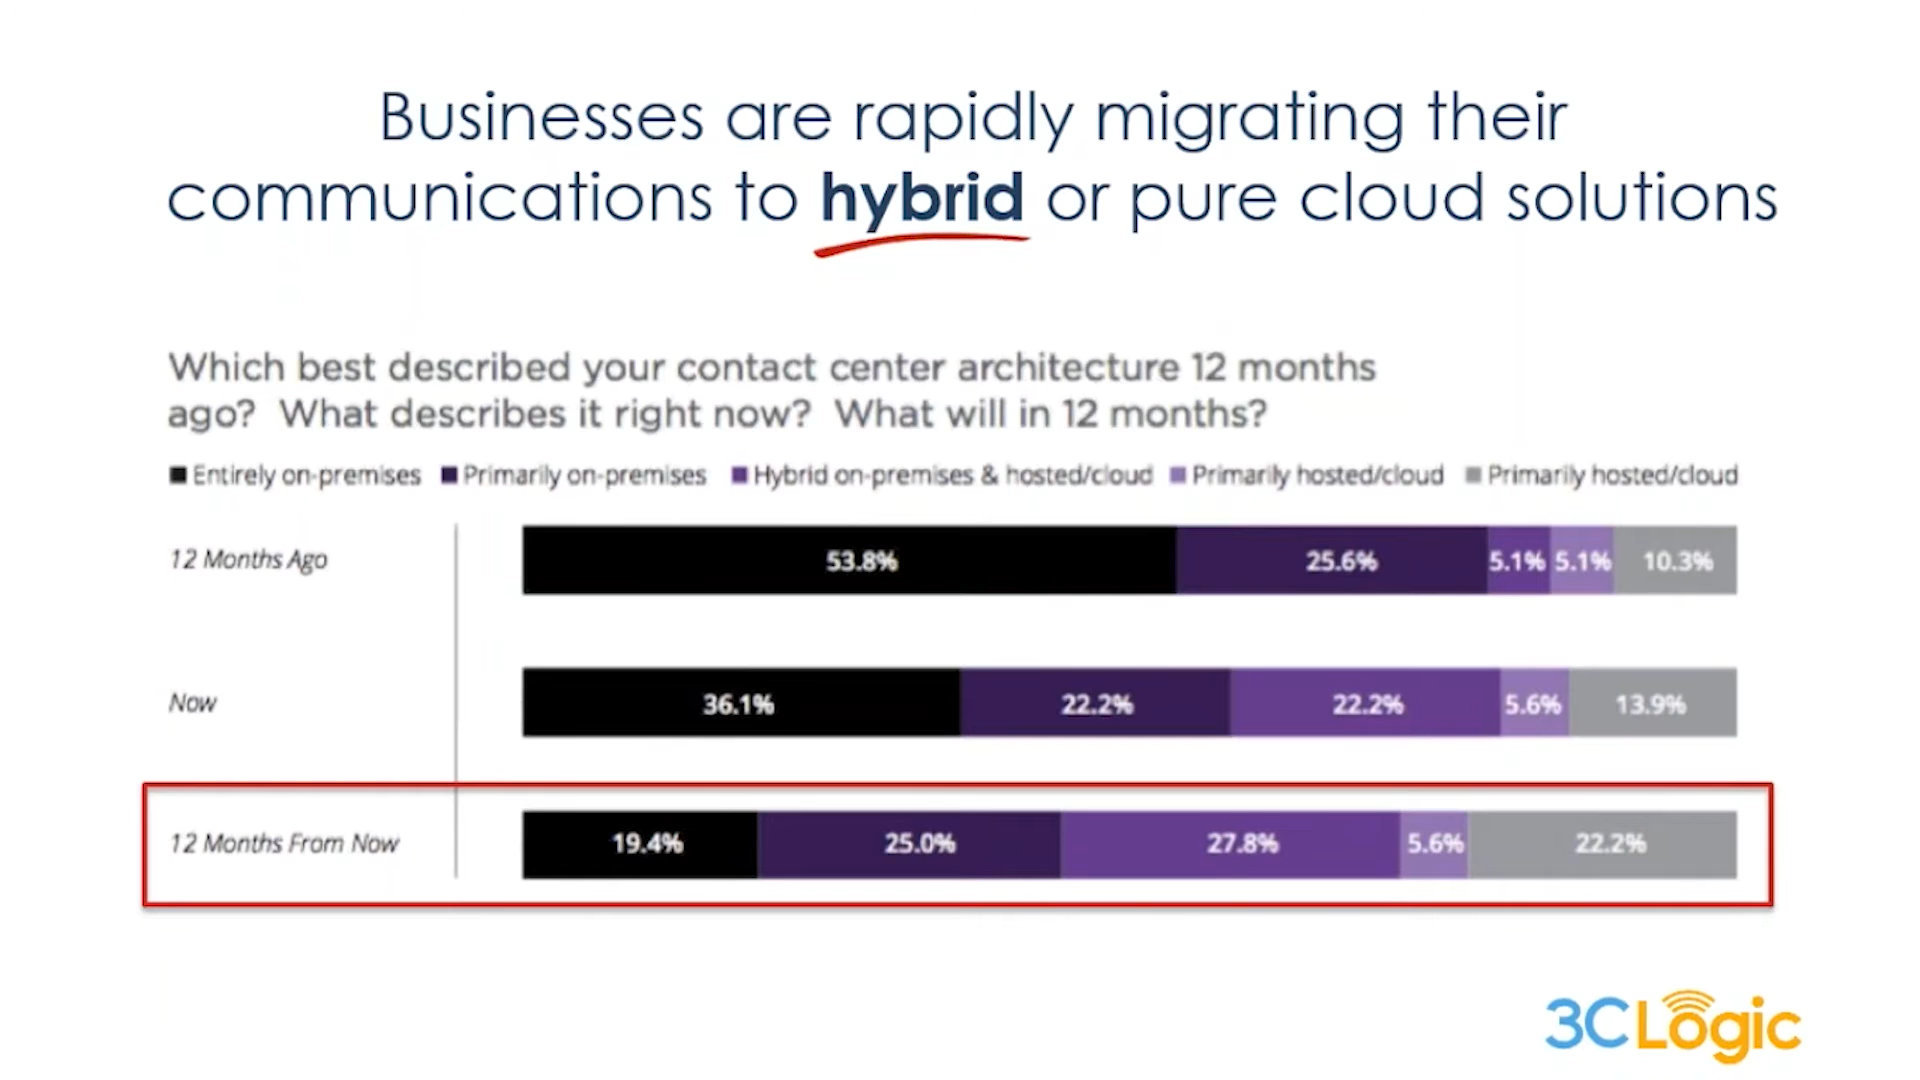 Businesses are rapidly migrating their
communications to hybrid or pure cloud solutions
Which best described your contact center architecture 12 months
ago? What describes it right now? What will in 12 months?
Entirely on-premises Primarily on-premises Hybrid on-premises & hosted/cloud Primarily hosted/cloud Primarily hosted/cloud
12 Months Ago 53.8% 25.6% 5.1% 5.1% 10.3%
Now 36.1% 22.2% 22.2% 5.6% 13.9%
12 Months From Now 19.4% 25.0% 27.8% 5.6% 22.2%
3CLogic